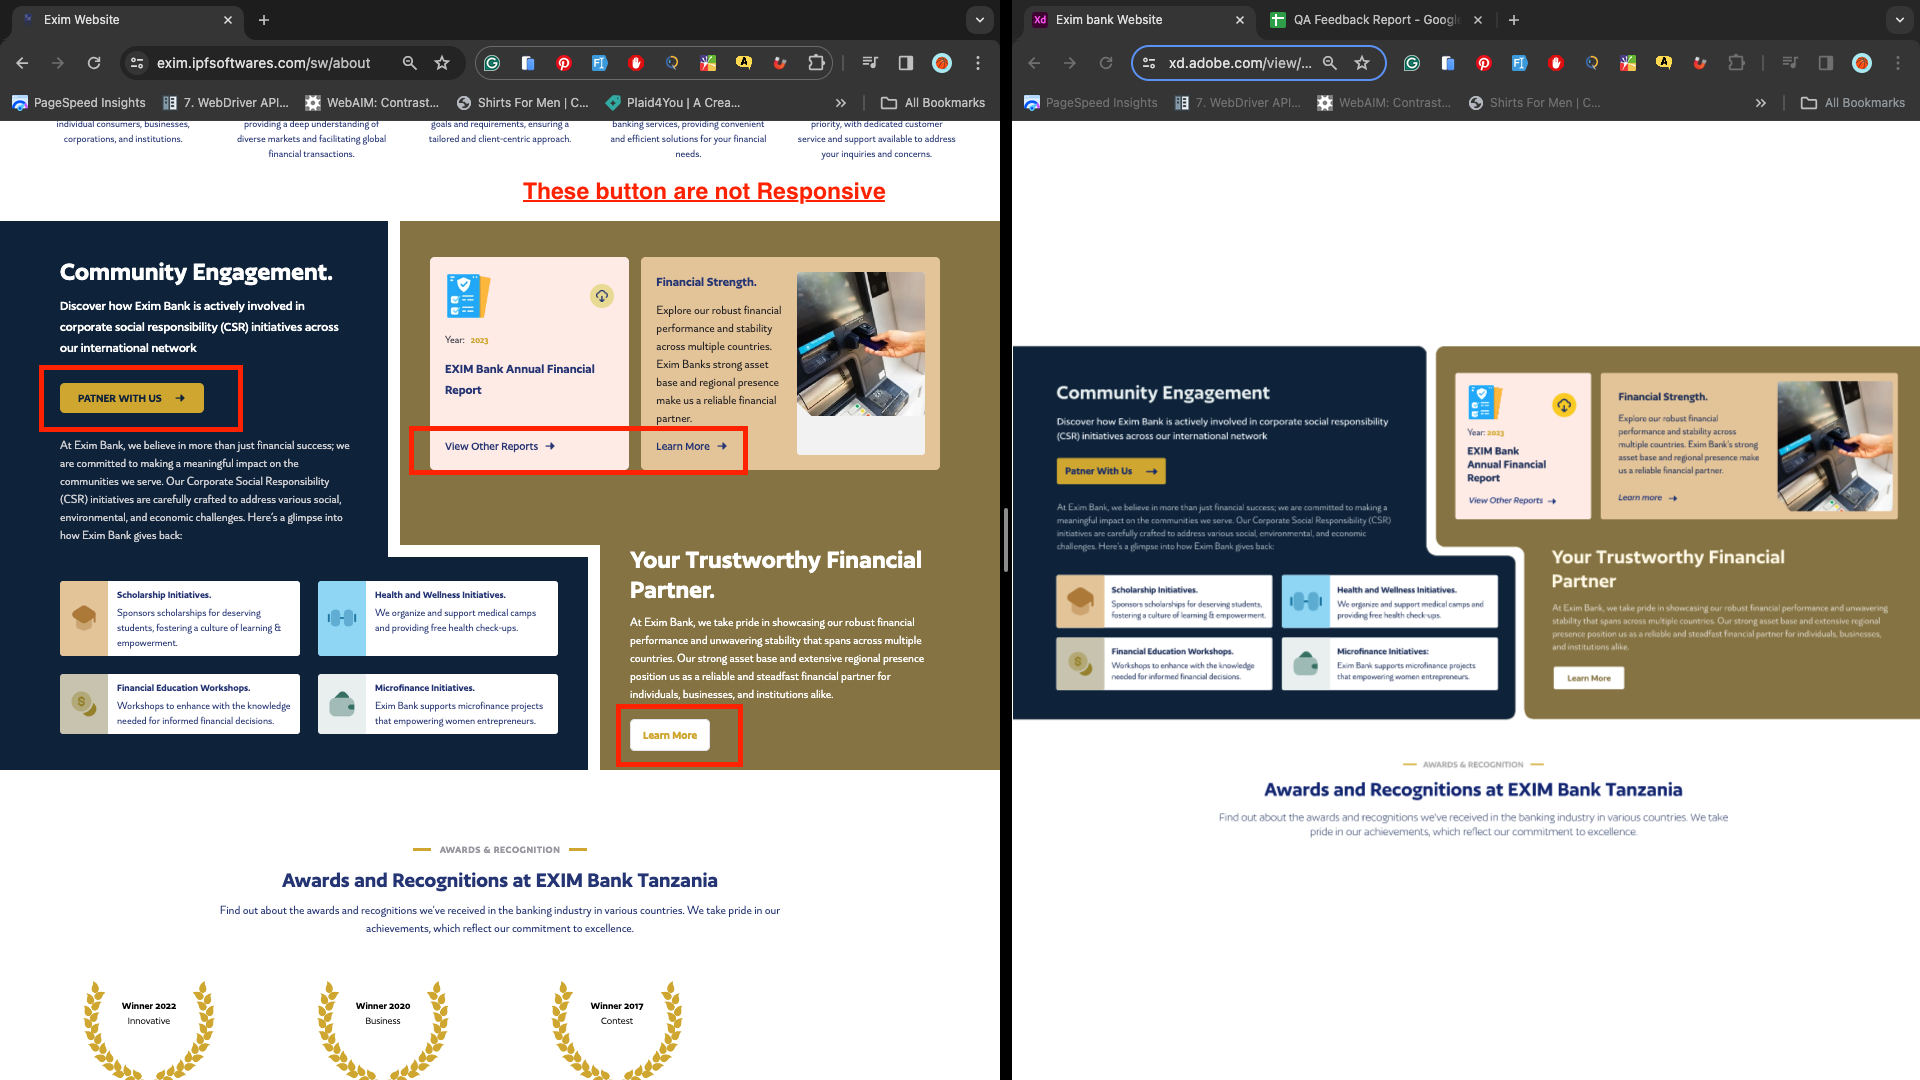 Exim Website
exim.ipfsoftwares.com/sw/about
PageSpeed Insights
7. WebDriver API...
WebAIM: Contrast...
Shirts For Men | C...
Plaid4You | A Crea...
»
All Bookmarks
individual consumers, businesses,
corporations, and institutions.
providing a deep understanding of
diverse markets and facilitating global
financial transactions.
goals and requirements, ensuring a
tailored and client-centric approach.
banking services, providing convenient
and efficient solutions for your financial
needs.
priority, with dedicated customer
service and support available to address
your inquiries and concerns.
These button are not Responsive
Community Engagement.
Discover how Exim Bank is actively involved in
corporate social responsibility (CSR) initiatives across
our international network
PATNER WITH US
At Exim Bank, we believe in more than just financial success; we
are committed to making a meaningful impact on the
communities we serve. Our Corporate Social Responsibility
(CSR) initiatives are carefully crafted to address various social,
environmental, and economic challenges. Here's a glimpse into
how Exim Bank gives back:
Scholarship Initiatives.
Sponsors scholarships for deserving
students, fostering a culture of learning &
empowerment.
Health and Wellness Initiatives.
We organize and support medical camps
and providing free health check-ups.
Financial Education Workshops.
Workshops to enhance with the knowledge
needed for informed financial decisions.
Microfinance Initiatives.
Exim Bank supports microfinance projects
that empowering women entrepreneurs.
Year: 2023
EXIM Bank Annual Financial
Report
View Other Reports
Financial Strength.
Explore our robust financial
performance and stability
across multiple countries.
Exim Banks strong asset
base and regional presence
make us a reliable financial
partner.
Learn More
Your Trustworthy Financial
Partner.
At Exim Bank, we take pride in showcasing our robust financial
performance and unwavering stability that spans across multiple
countries. Our strong asset base and extensive regional presence
position us as a reliable and steadfast financial partner for
individuals, businesses, and institutions alike.
Learn More
AWARDS & RECOGNITION
Awards and Recognitions at EXIM Bank Tanzania
Find out about the awards and recognitions we've received in the banking industry in various countries. We take pride in our
achievements, which reflect our commitment to excellence.
Winner 2022
Innovative
Winner 2020
Business
Winner 2017
Contest
Xd
Exim bank Website
QA Feedback Report - Google
xd.adobe.com/view/...
PageSpeed Insights
7. WebDriver API...
WebAIM: Contrast...
Shirts For Men | C...
»
All Bookmarks
Community Engagement
Discover how Exim Bank is actively involved in corporate social responsibility
(CSR) initiatives across our international network
Patner With Us
At Exim Bank, we believe in more than just financial success; we are committed to making a
meaningful impact on the communities we serve. Our Corporate Social Responsibility (CSR)
initiatives are carefully crafted to address various social, environmental, and economic
challenges. Here's a glimpse into how Exim Bank gives back:
Scholarship Initiatives.
Sponsors scholarships for deserving students,
fostering a culture of learning & empowerment.
Health and Wellness Initiatives.
We organize and support medical camps and
providing free health check-ups.
Financial Education Workshops.
Workshops to enhance with the knowledge
needed for informed financial decisions.
Microfinance Initiatives:
Exim Bank supports microfinance projects
that empowering women entrepreneurs.
Year: 2023
EXIM Bank
Annual Financial
Report
View Other Reports
Financial Strength.
Explore our robust financial
performance and stability across
multiple countries. Exim Bank's strong
asset base and regional presence make
us a reliable financial partner.
Learn more
Your Trustworthy Financial
Partner
At Exim Bank, we take pride in showcasing our robust financial performance and unwavering
stability that spans across multiple countries. Our strong asset base and extensive regional
presence position us as a reliable and steadfast financial partner for individuals, businesses,
and institutions alike.
Learn More
AWARDS & RECOGNITION
Awards and Recognitions at EXIM Bank Tanzania
Find out about the awards and recognitions we've received in the banking industry in various countries. We take
pride in our achievements, which reflect our commitment to excellence.